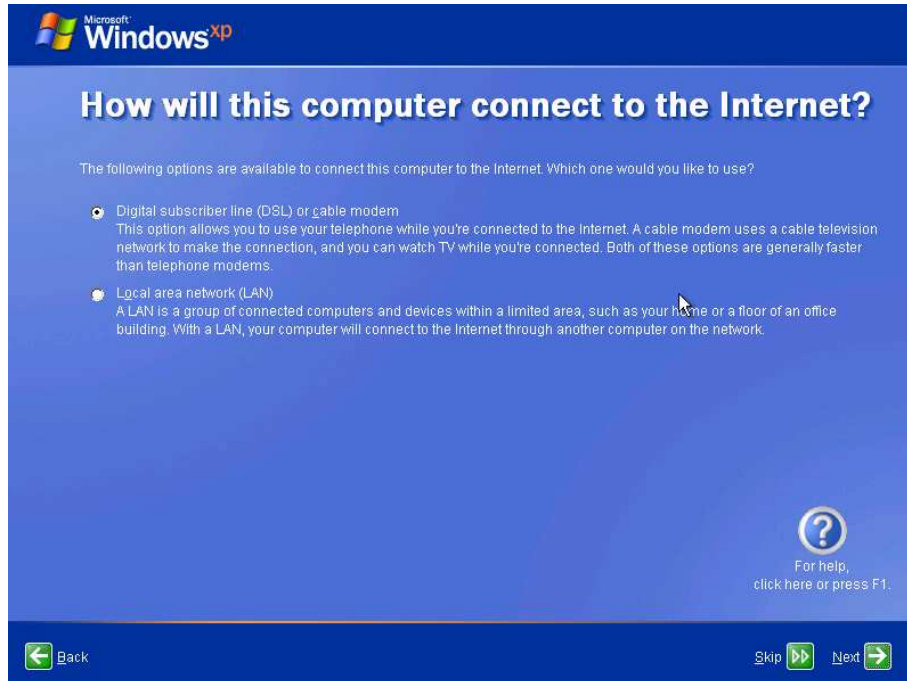 Microsoft
Windows xp
How will this computer connect to the Internet?
The following options are available to connect this computer to the Internet. Which one would you like to use?
Digital subscriber line (DSL) or cable modem
This option allows you to use your telephone while you're connected to the Internet. A cable modem uses a cable television
network to make the connection, and you can watch TV while you're connected. Both of these options are generally faster
than telephone modems.
Local area network (LAN)
A LAN is a group of connected computers and devices within a limited area, such as your home or a floor of an office
building. With a LAN, your computer will connect to the Internet through another computer on the network.
For help,
click here or press F1.
Back
Skip
Next